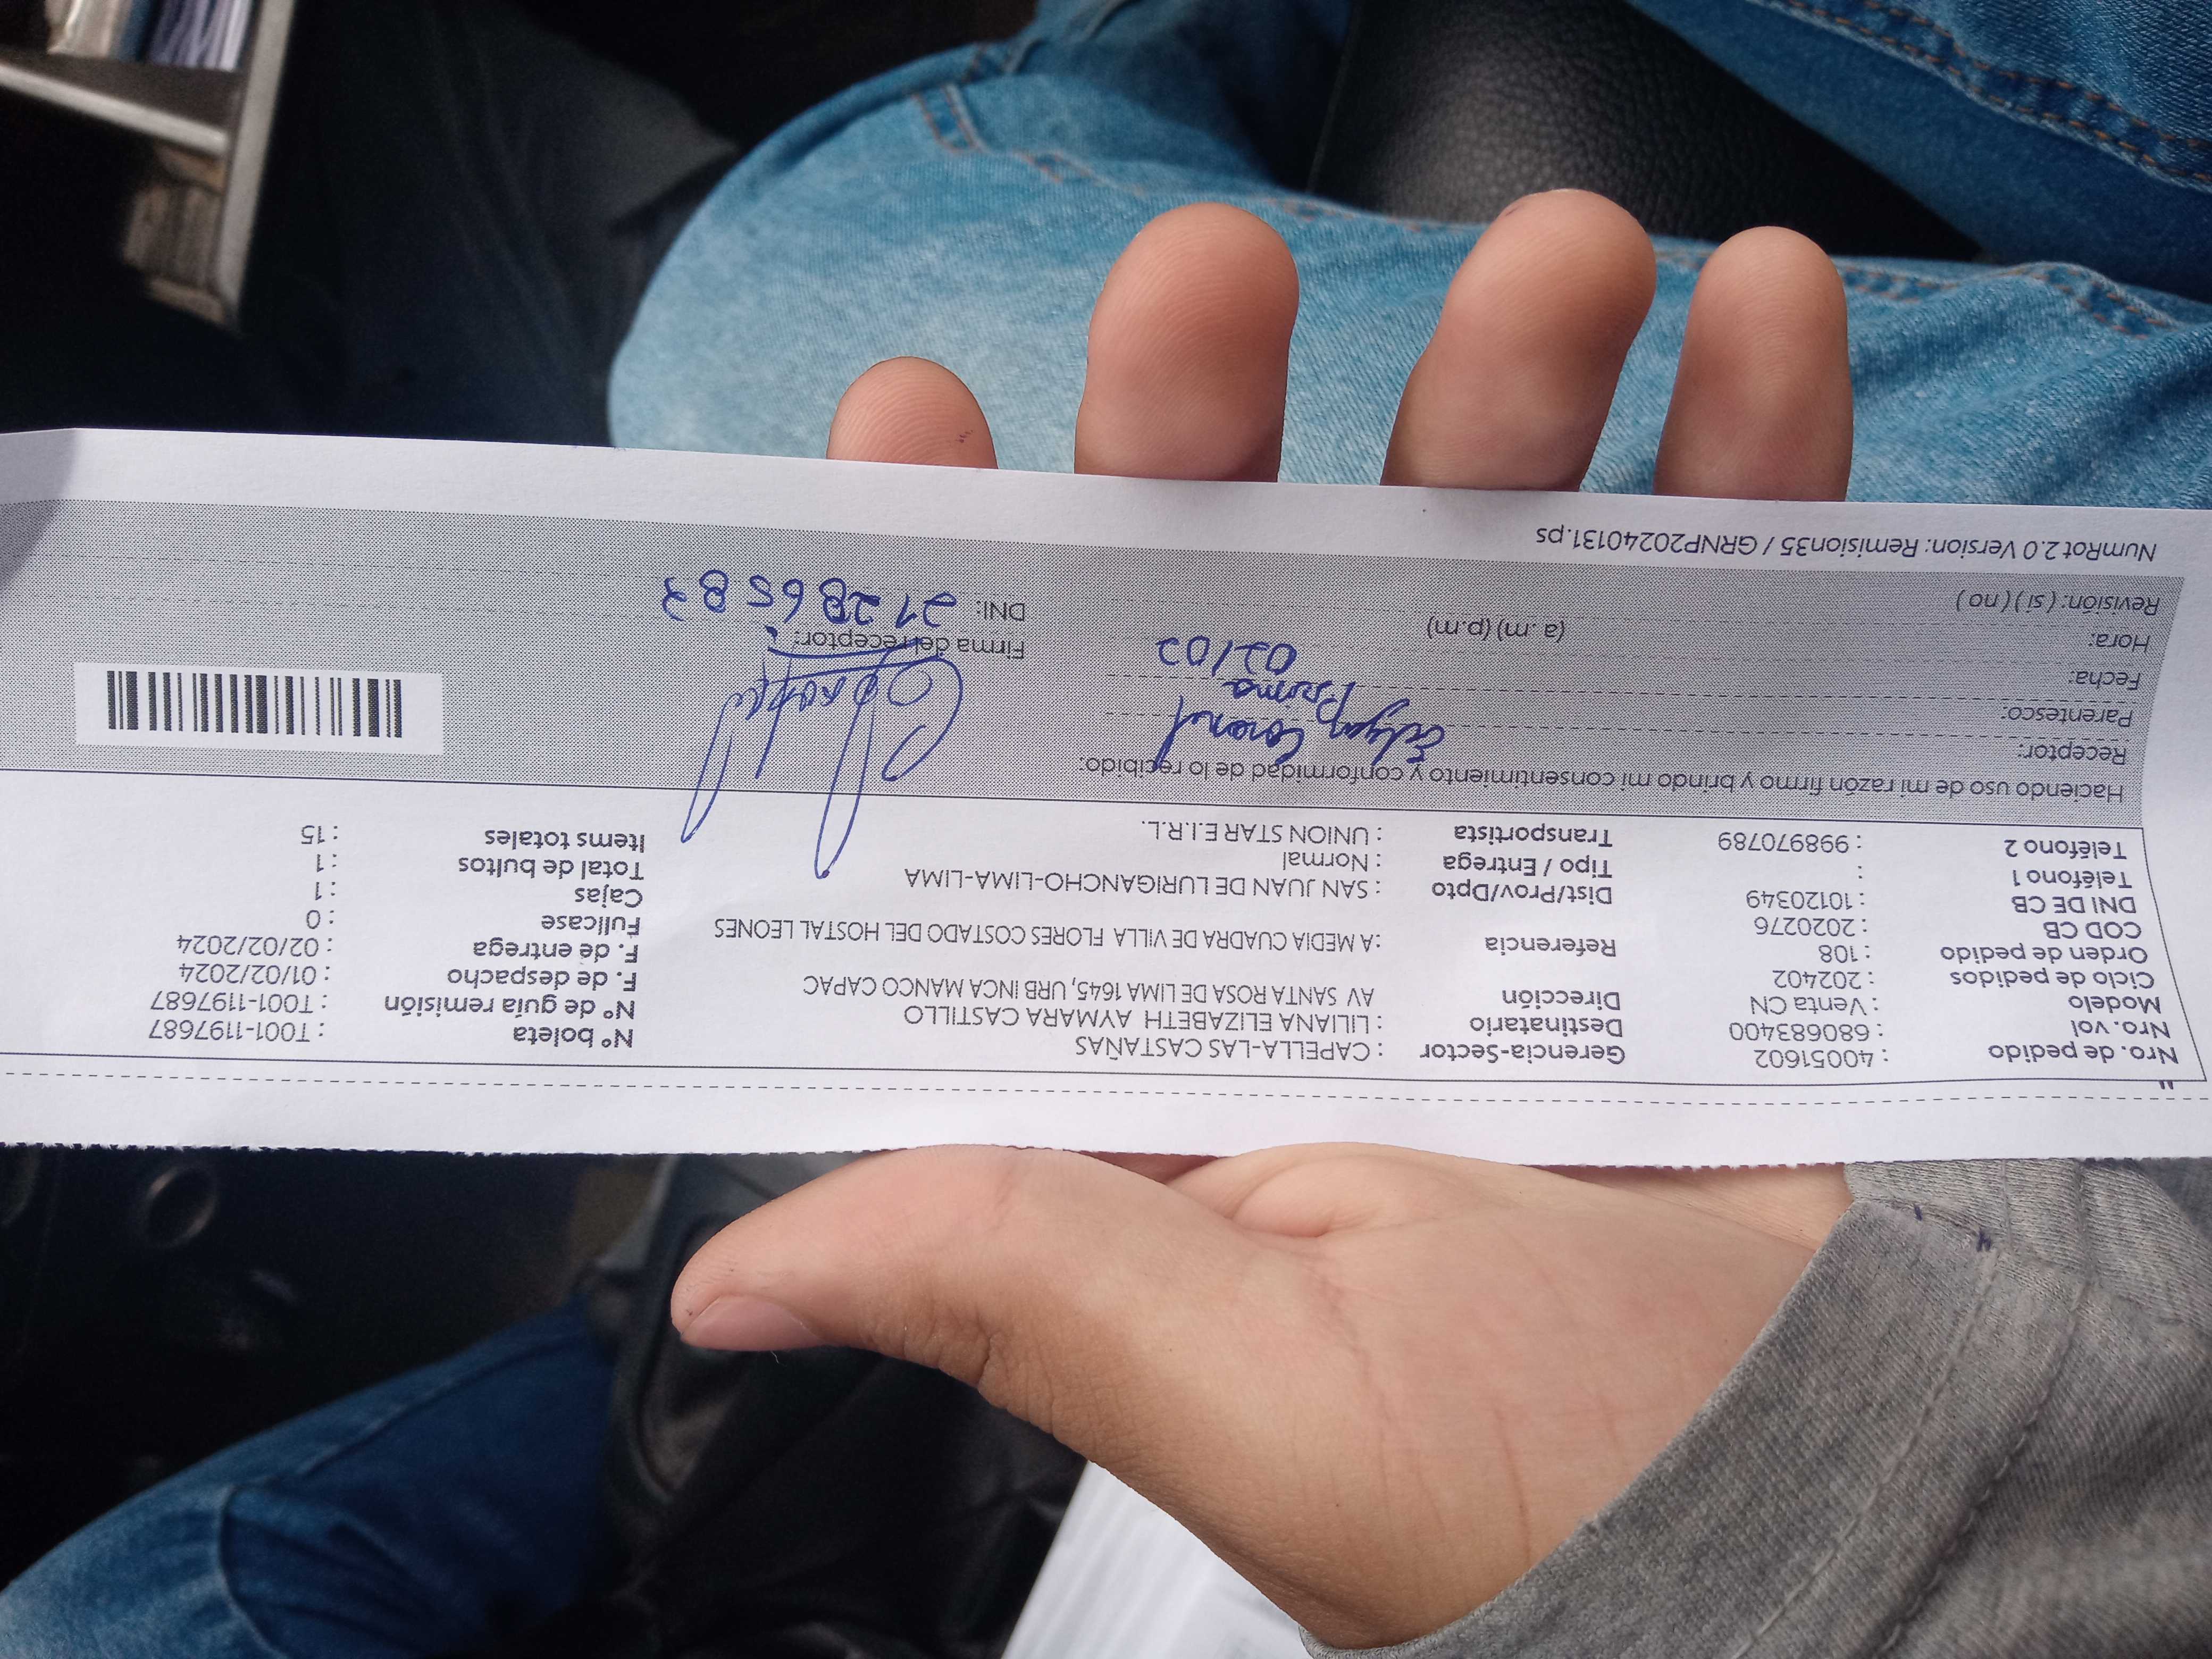 Nro. de pedido : 40051602 Gerencia-Sector : CAPELLA-LAS CASTAÑAS N° boleta : T001-1197687
Nro. vol : 680683400 Destinatario : LILIANA ELIZABETH AYMARA CASTILLO N° de guía remisión : T001-1197687
Modelo : Venta CN Dirección AV SANTA ROSA DE LIMA 1645, URB INCA MANCO CAPAC F. de despacho : 01/02/2024
Ciclo de pedidos : 202402 F. de entrega : 02/02/2024
Orden de pedido : 108 Referencia : A MEDIA CUADRA DE VILLA FLORES COSTADO DEL HOSTAL LEONES Fullcase : 0
COD CB : 2020276 Cajas : 1
DNI DE CB : 10120349 Dist/Prov/Dpto : SAN JUAN DE LURIGANCHO-LIMA-LIMA Total de bultos : 1
Teléfono 1 : Tipo / Entrega : Normal Items totales : 15
Teléfono 2 : 998970789 Transportista : UNION STAR E.I.R.L.
Haciendo uso de mi razón firmo y brindo mi consentimiento y conformidad de lo recibido:
Receptor: Edgar Coronel
Parentesco: Primo
Fecha: 02/02
Hora: (a .m) (p.m) Firma del receptor:
Revisión: ( si ) ( no ) DNI:
NumRot 2.0 Version: Remision35 / GRNP20240131.ps